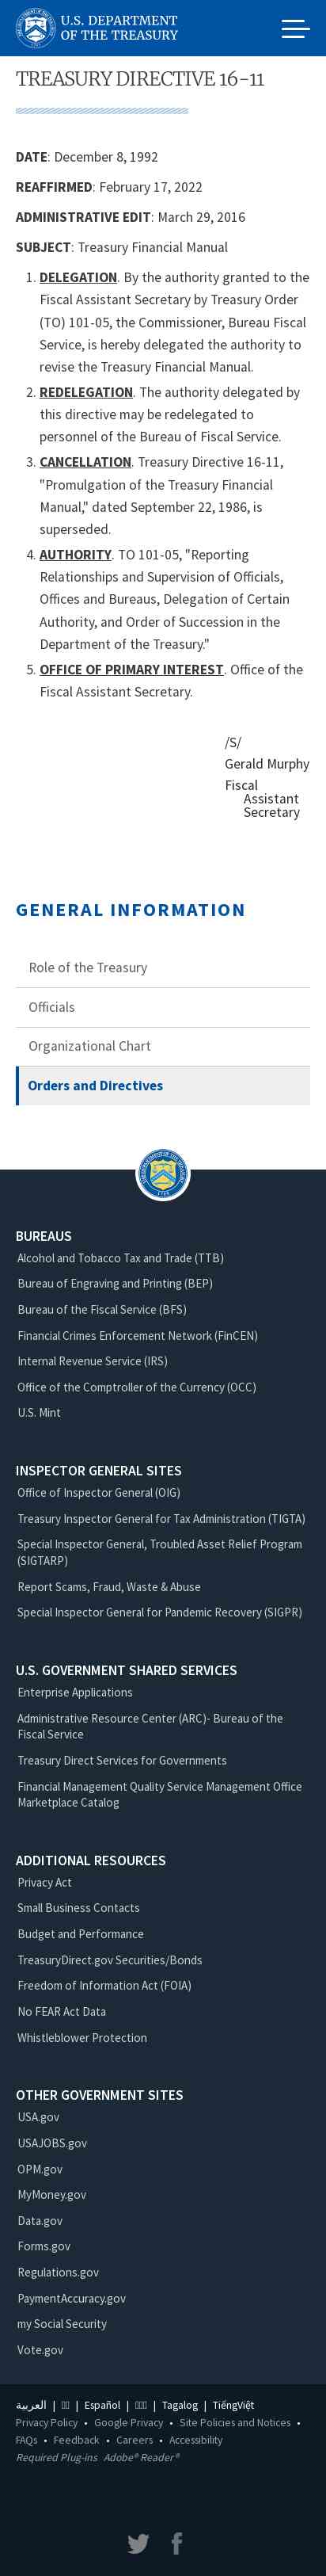 U.S. DEPARTMENT
OF THE TREASURY
TREASURY DIRECTIVE 16-11
DATE: December 8, 1992
REAFFIRMED: February 17, 2022
ADMINISTRATIVE EDIT: March 29, 2016
SUBJECT: Treasury Financial Manual
1. DELEGATION. By the authority granted to the
Fiscal Assistant Secretary by Treasury Order
(TO) 101-05, the Commissioner, Bureau Fiscal
Service, is hereby delegated the authority to
revise the Treasury Financial Manual.
2. REDELEGATION. The authority delegated by
this directive may be redelegated to
personnel of the Bureau of Fiscal Service.
3. CANCELLATION. Treasury Directive 16-11,
"Promulgation of the Treasury Financial
Manual," dated September 22, 1986, is
superseded.
4. AUTHORITY. TO 101-05, "Reporting
Relationships and Supervision of Officials,
Offices and Bureaus, Delegation of Certain
Authority, and Order of Succession in the
Department of the Treasury."
5. OFFICE OF PRIMARY INTEREST. Office of the
Fiscal Assistant Secretary.
/S/
Gerald Murphy
Fiscal
Assistant
Secretary
GENERAL INFORMATION
Role of the Treasury
Officials
Organizational Chart
Orders and Directives
BUREAUS
Alcohol and Tobacco Tax and Trade (TTB)
Bureau of Engraving and Printing (BEP)
Bureau of the Fiscal Service (BFS)
Financial Crimes Enforcement Network (FinCEN)
Internal Revenue Service (IRS)
Office of the Comptroller of the Currency (OCC)
U.S. Mint
INSPECTOR GENERAL SITES
Office of Inspector General (OIG)
Treasury Inspector General for Tax Administration (TIGTA)
Special Inspector General, Troubled Asset Relief Program
(SIGTARP)
Report Scams, Fraud, Waste & Abuse
Special Inspector General for Pandemic Recovery (SIGPR)
U.S. GOVERNMENT SHARED SERVICES
Enterprise Applications
Administrative Resource Center (ARC)- Bureau of the
Fiscal Service
Treasury Direct Services for Governments
Financial Management Quality Service Management Office
Marketplace Catalog
ADDITIONAL RESOURCES
Privacy Act
Small Business Contacts
Budget and Performance
TreasuryDirect.gov Securities/Bonds
Freedom of Information Act (FOIA)
No FEAR Act Data
Whistleblower Protection
OTHER GOVERNMENT SITES
USA.gov
USAJOBS.gov
OPM.gov
MyMoney.gov
Data.gov
Forms.gov
Regulations.gov
PaymentAccuracy.gov
my Social Security
Vote.gov
العربية | | Español | | Tagalog | TiếngViệt
Privacy Policy • Google Privacy • Site Policies and Notices •
FAQs • Feedback • Careers • Accessibility
Required Plug-ins Adobe® Reader®